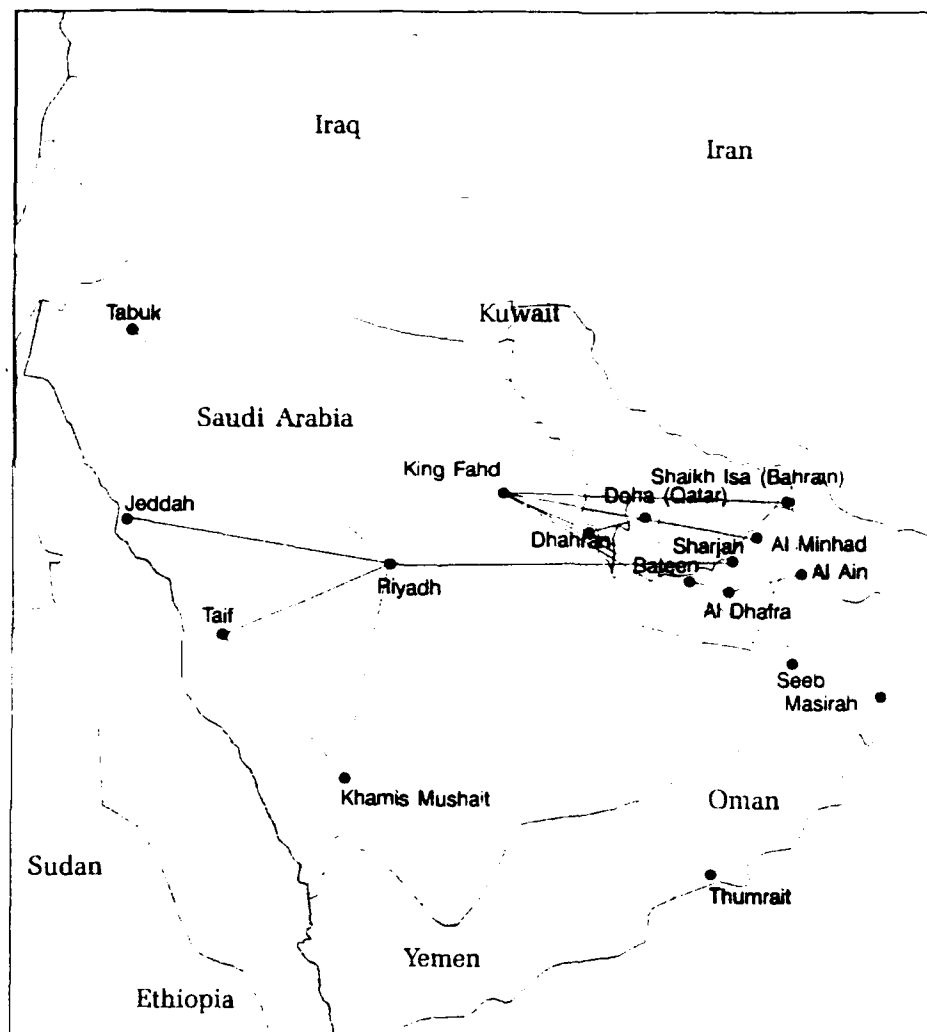 Iraq
Iran
Tabuk
Kuwait
Saudi Arabia
King Fahd
Shaikh Isa (Bahrain)
Jeddah
Doha (Qatar)
Dhahran
Sharjah
Al Minhad
Riyadh
Bateen
Al Ain
Taif
Al Dhafra
Seeb
Masirah
Khamis Mushait
Oman
Sudan
Thumrait
Yemen
Ethiopia